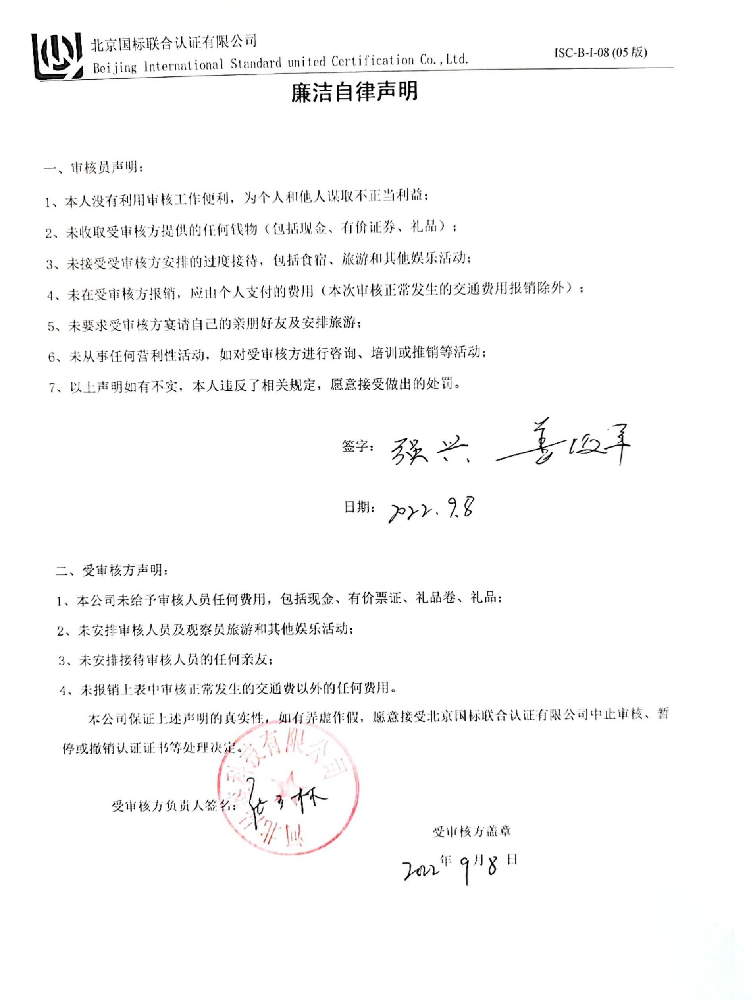 北京国标联合认证有限公司
Beijing International Standard united Certification Co.,Ltd.
ISC-B-I-08 (05 版)
廉洁自律声明
一、审核员声明：
1、本人没有利用审核工作便利，为个人和他人谋取不正当利益；
2、未收取受审核方提供的任何钱物（包括现金、有价证券、礼品）；
3、未接受受审核方安排的过度接待，包括食宿、旅游和其他娱乐活动；
4、未在受审核方报销，应由个人支付的费用（本次审核正常发生的交通费用报销除外）；
5、未要求受审核方宴请自己的亲朋好友及安排旅游；
6、未从事任何营利性活动，如对受审核方进行咨询、培训或推销等活动；
7、以上声明如有不实，本人违反了相关规定，愿意接受做出的处罚。
签字： 强兴
日期： 2022.9.8
二、受审核方声明：
1、本公司未给予审核人员任何费用，包括现金、有价票证、礼品卷、礼品；
2、未安排审核人员及观察员旅游和其他娱乐活动；
3、未安排接待审核人员的任何亲友；
4、未报销上表中审核正常发生的交通费以外的任何费用。
本公司保证上述声明的真实性，如有弄虚作假，愿意接受北京国标联合认证有限公司中止审核、暂
停或撤销认证证书等处理决定。
受审核方负责人签名：
河北 科技有限公司
受审核方盖章
2022年9月8日